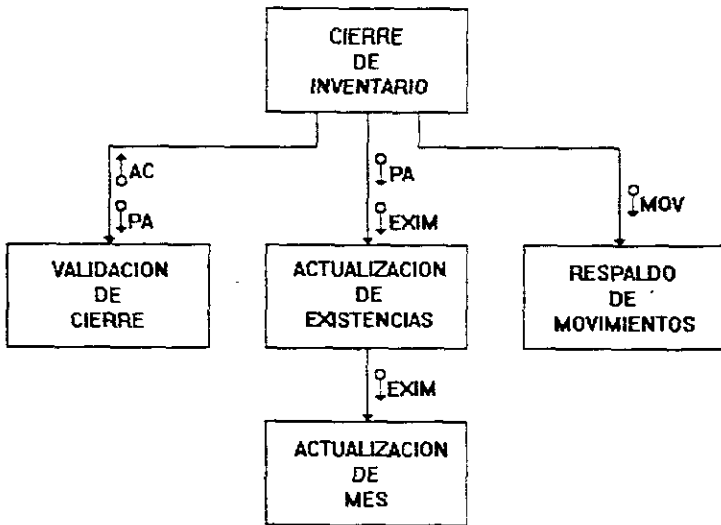 CIERRE
DE
INVENTARIO
AC
PA
PA
EXIM
MOV
VALIDACION
DE
CIERRE
ACTUALIZACION
DE
EXISTENCIAS
RESPALDO
DE
MOVIMIENTOS
EXIM
ACTUALIZACION
DE
MES